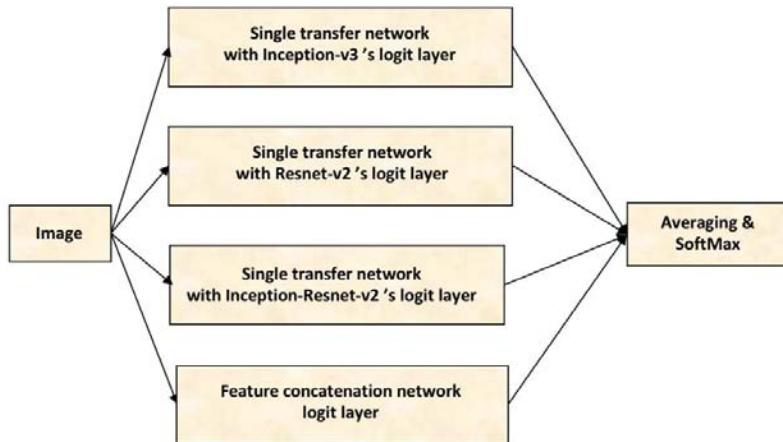 Single transfer network
with Inception-v3 ’s logit layer
Single transfer network
with Resnet-v2 ’s logit layer
Image
Averaging &
SoftMax
Single transfer network
with Inception-Resnet-v2 ’s logit layer
Feature concatenation network
logit layer